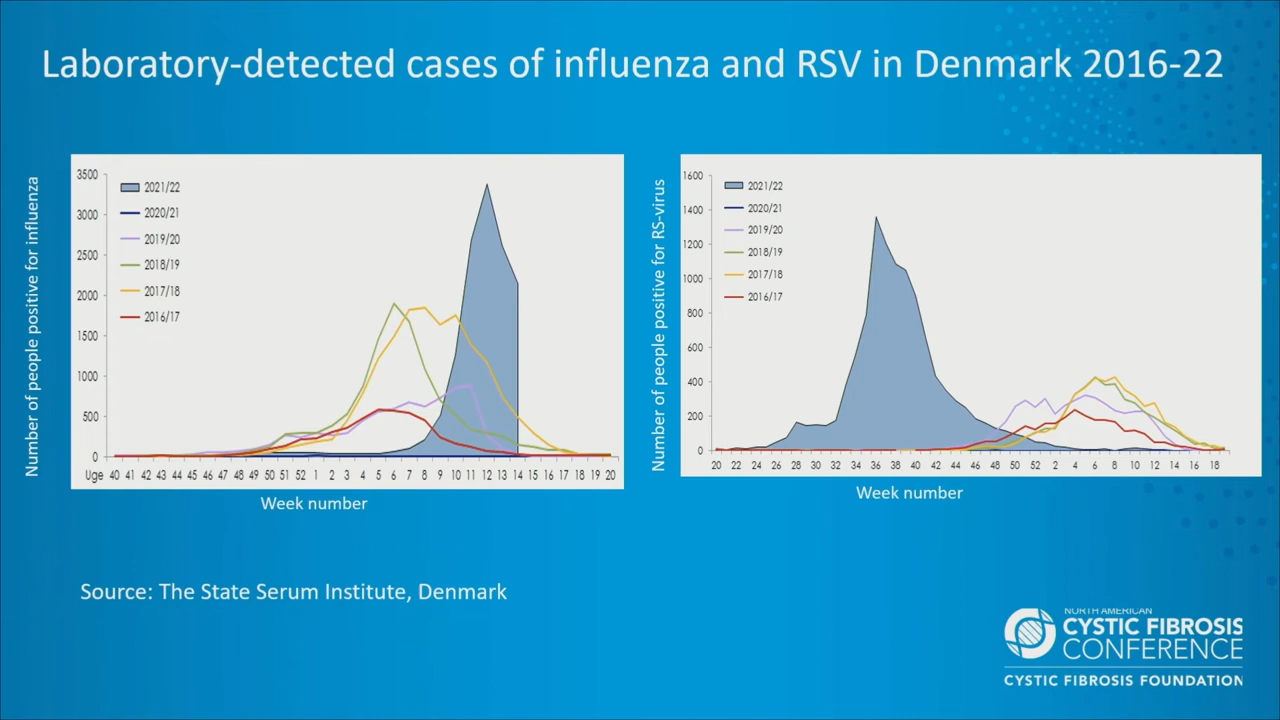 Laboratory-detected cases of influenza and RSV in Denmark 2016-22
Number of people positive for influenza
3500
3000
2500
2000
1500
1000
500
0
2021/22
2020/21
2019/20
2018/19
2017/18
2016/17
Uge 40 41 42 43 44 45 46 47 48 49 50 51 52 1 2 3 4 5 6 7 8 9 10 11 12 13 14 15 16 17 18 19 20
Week number
Number of people positive for RS-virus
1600
1400
1200
1000
800
600
400
200
0
2021/22
2020/21
2019/20
2018/19
2017/18
2016/17
20 22 24 26 28 30 32 34 36 38 40 42 44 46 48 50 52 2 4 6 8 10 12 14 16 18
Week number
Source: The State Serum Institute, Denmark
NORTH AMERICAN
CYSTIC FIBROSIS
CONFERENCE
CYSTIC FIBROSIS FOUNDATION